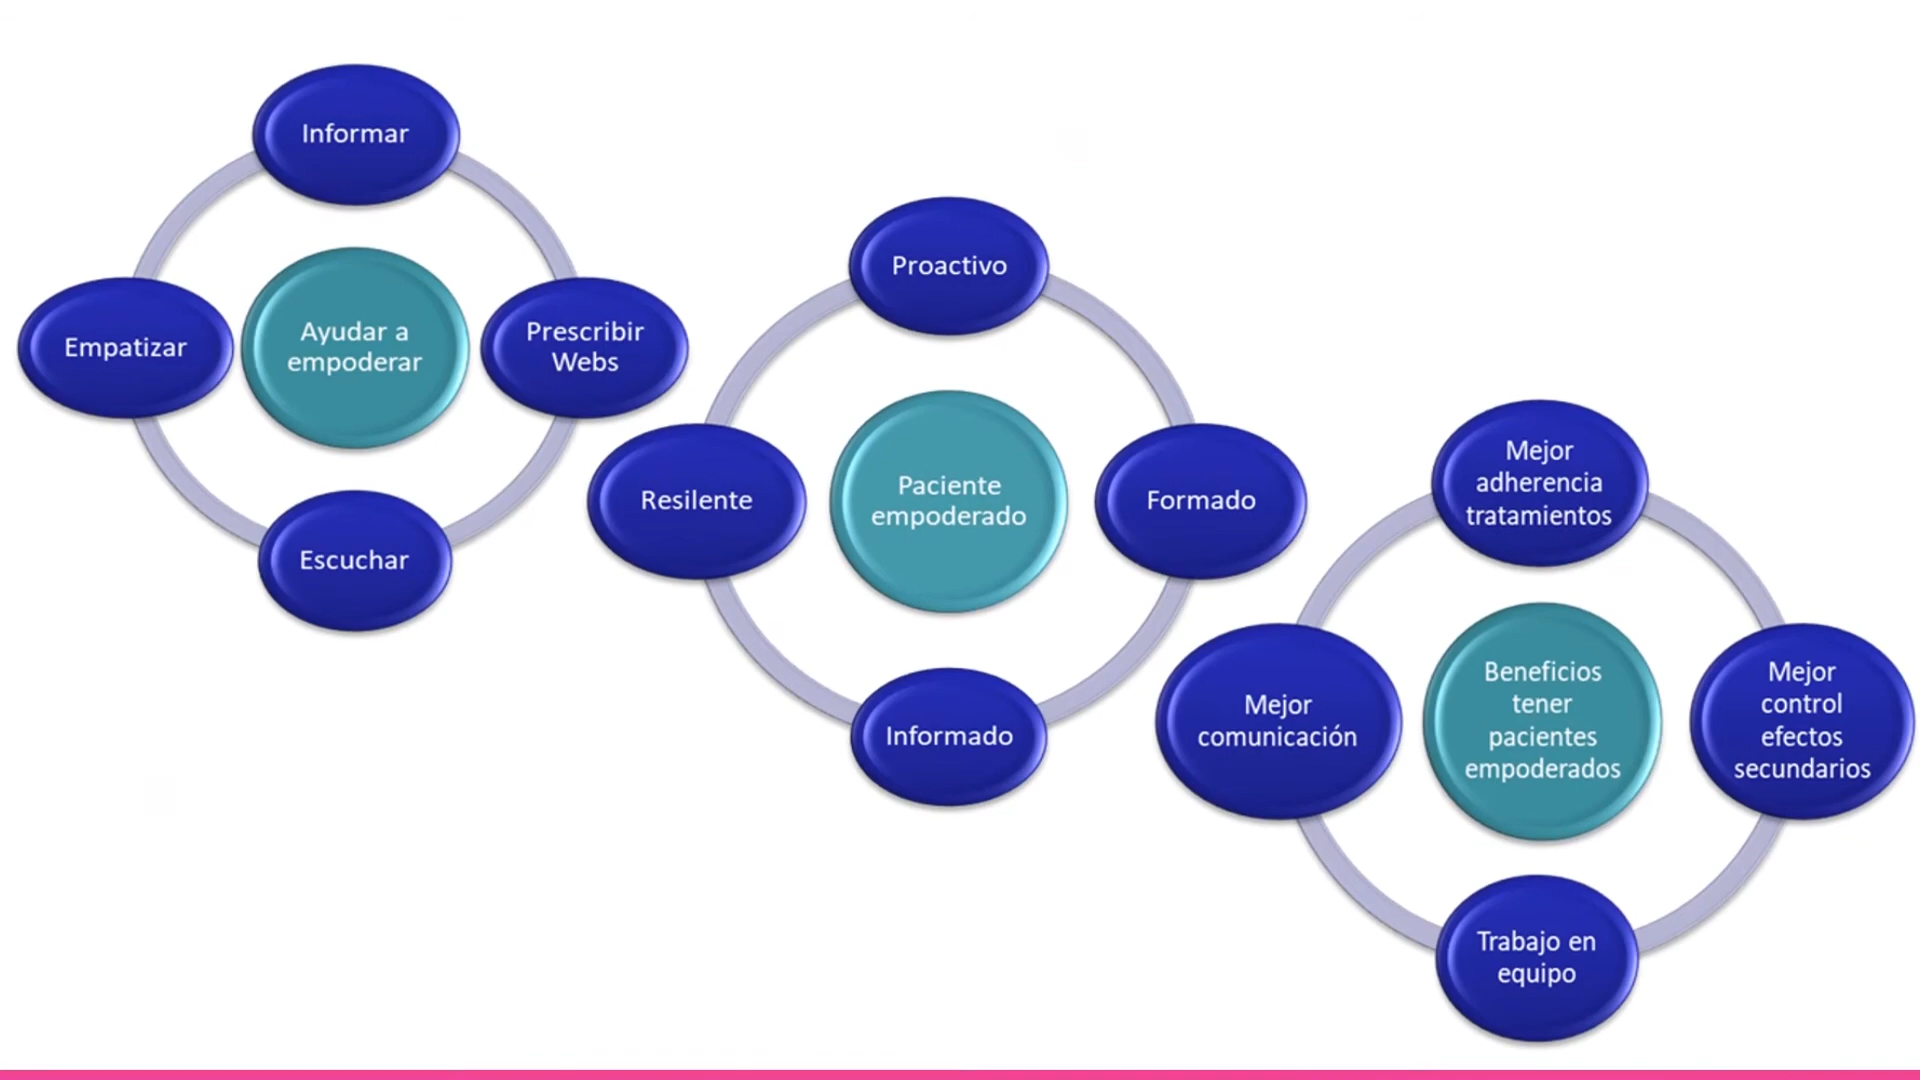 Informar
Empatizar
Ayudar a
empoderar
Prescribir
Webs
Escuchar
Proactivo
Resilente
Paciente
empoderado
Formado
Informado
Mejor
adherencia
tratamientos
Mejor
comunicación
Beneficios
tener
pacientes
empoderados
Mejor
control
efectos
secundarios
Trabajo en
equipo